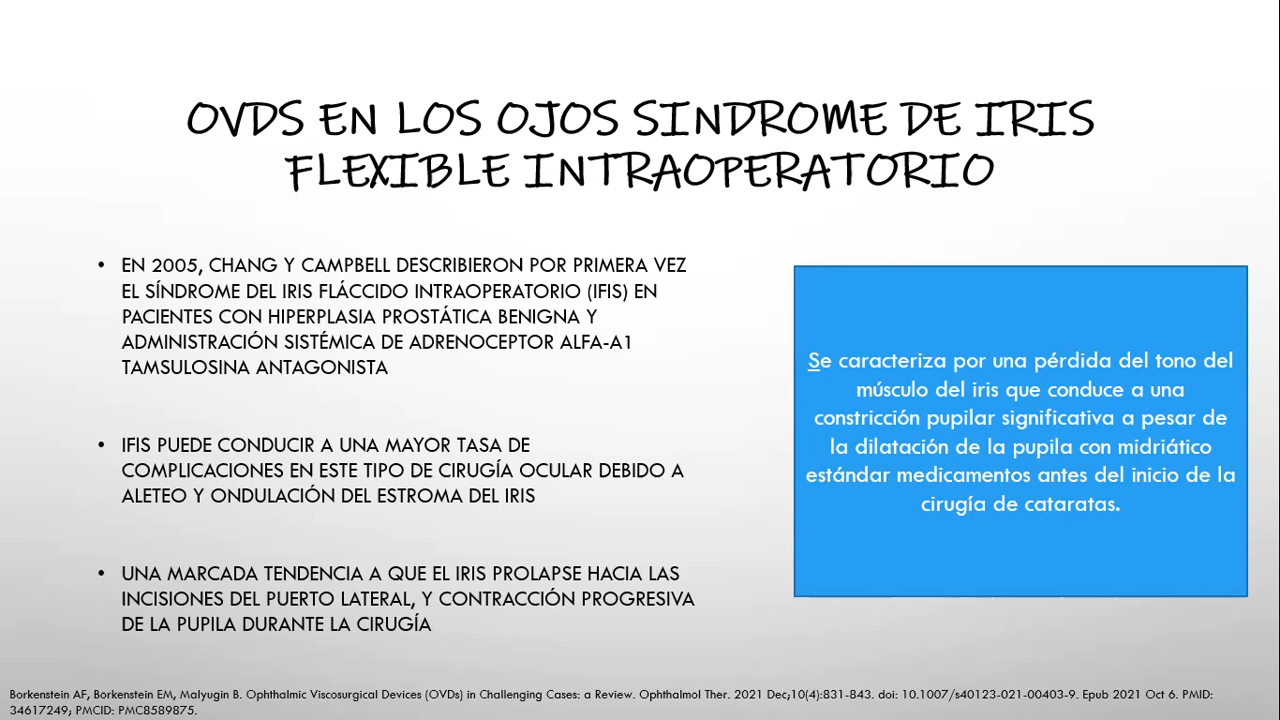 OVDS EN LOS OJOS SINDROME DE IRIS
FLEXIBLE INTRAOPERATORIO
• EN 2005, CHANG Y CAMPBELL DESCRIBIERON POR PRIMERA VEZ
EL SÍNDROME DEL IRIS FLÁCCIDO INTRAOPERATORIO (IFIS) EN
PACIENTES CON HIPERPLASIA PROSTÁTICA BENIGNA Y
ADMINISTRACIÓN SISTÉMICA DE ADRENOCEPTOR ALFA-A1
TAMSULOSINA ANTAGONISTA
• IFIS PUEDE CONDUCIR A UNA MAYOR TASA DE
COMPLICACIONES EN ESTE TIPO DE CIRUGÍA OCULAR DEBIDO A
ALETEO Y ONDULACIÓN DEL ESTROMA DEL IRIS
• UNA MARCADA TENDENCIA A QUE EL IRIS PROLAPSE HACIA LAS
INCISIONES DEL PUERTO LATERAL, Y CONTRACCIÓN PROGRESIVA
DE LA PUPILA DURANTE LA CIRUGÍA
Se caracteriza por una pérdida del tono del
músculo del iris que conduce a una
constricción pupilar significativa a pesar de
la dilatación de la pupila con midriático
estándar medicamentos antes del inicio de la
cirugía de cataratas.
Borkenstein AF, Borkenstein EM, Malyugin B. Ophthalmic Viscosurgical Devices (OVDs) in Challenging Cases: a Review. Ophthalmol Ther. 2021 Dec;10(4):831-843. doi: 10.1007/s40123-021-00403-9. Epub 2021 Oct 6. PMID:
34617249; PMCID: PMC8589875.